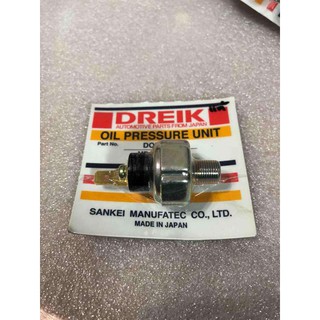 DREIK
AUTOMOTIVE PARTS FROM JAPAN
OIL PRESSURE UNIT
Part No.
SANKEI MANUFATEC CO., LTD.
MADE IN JAPAN